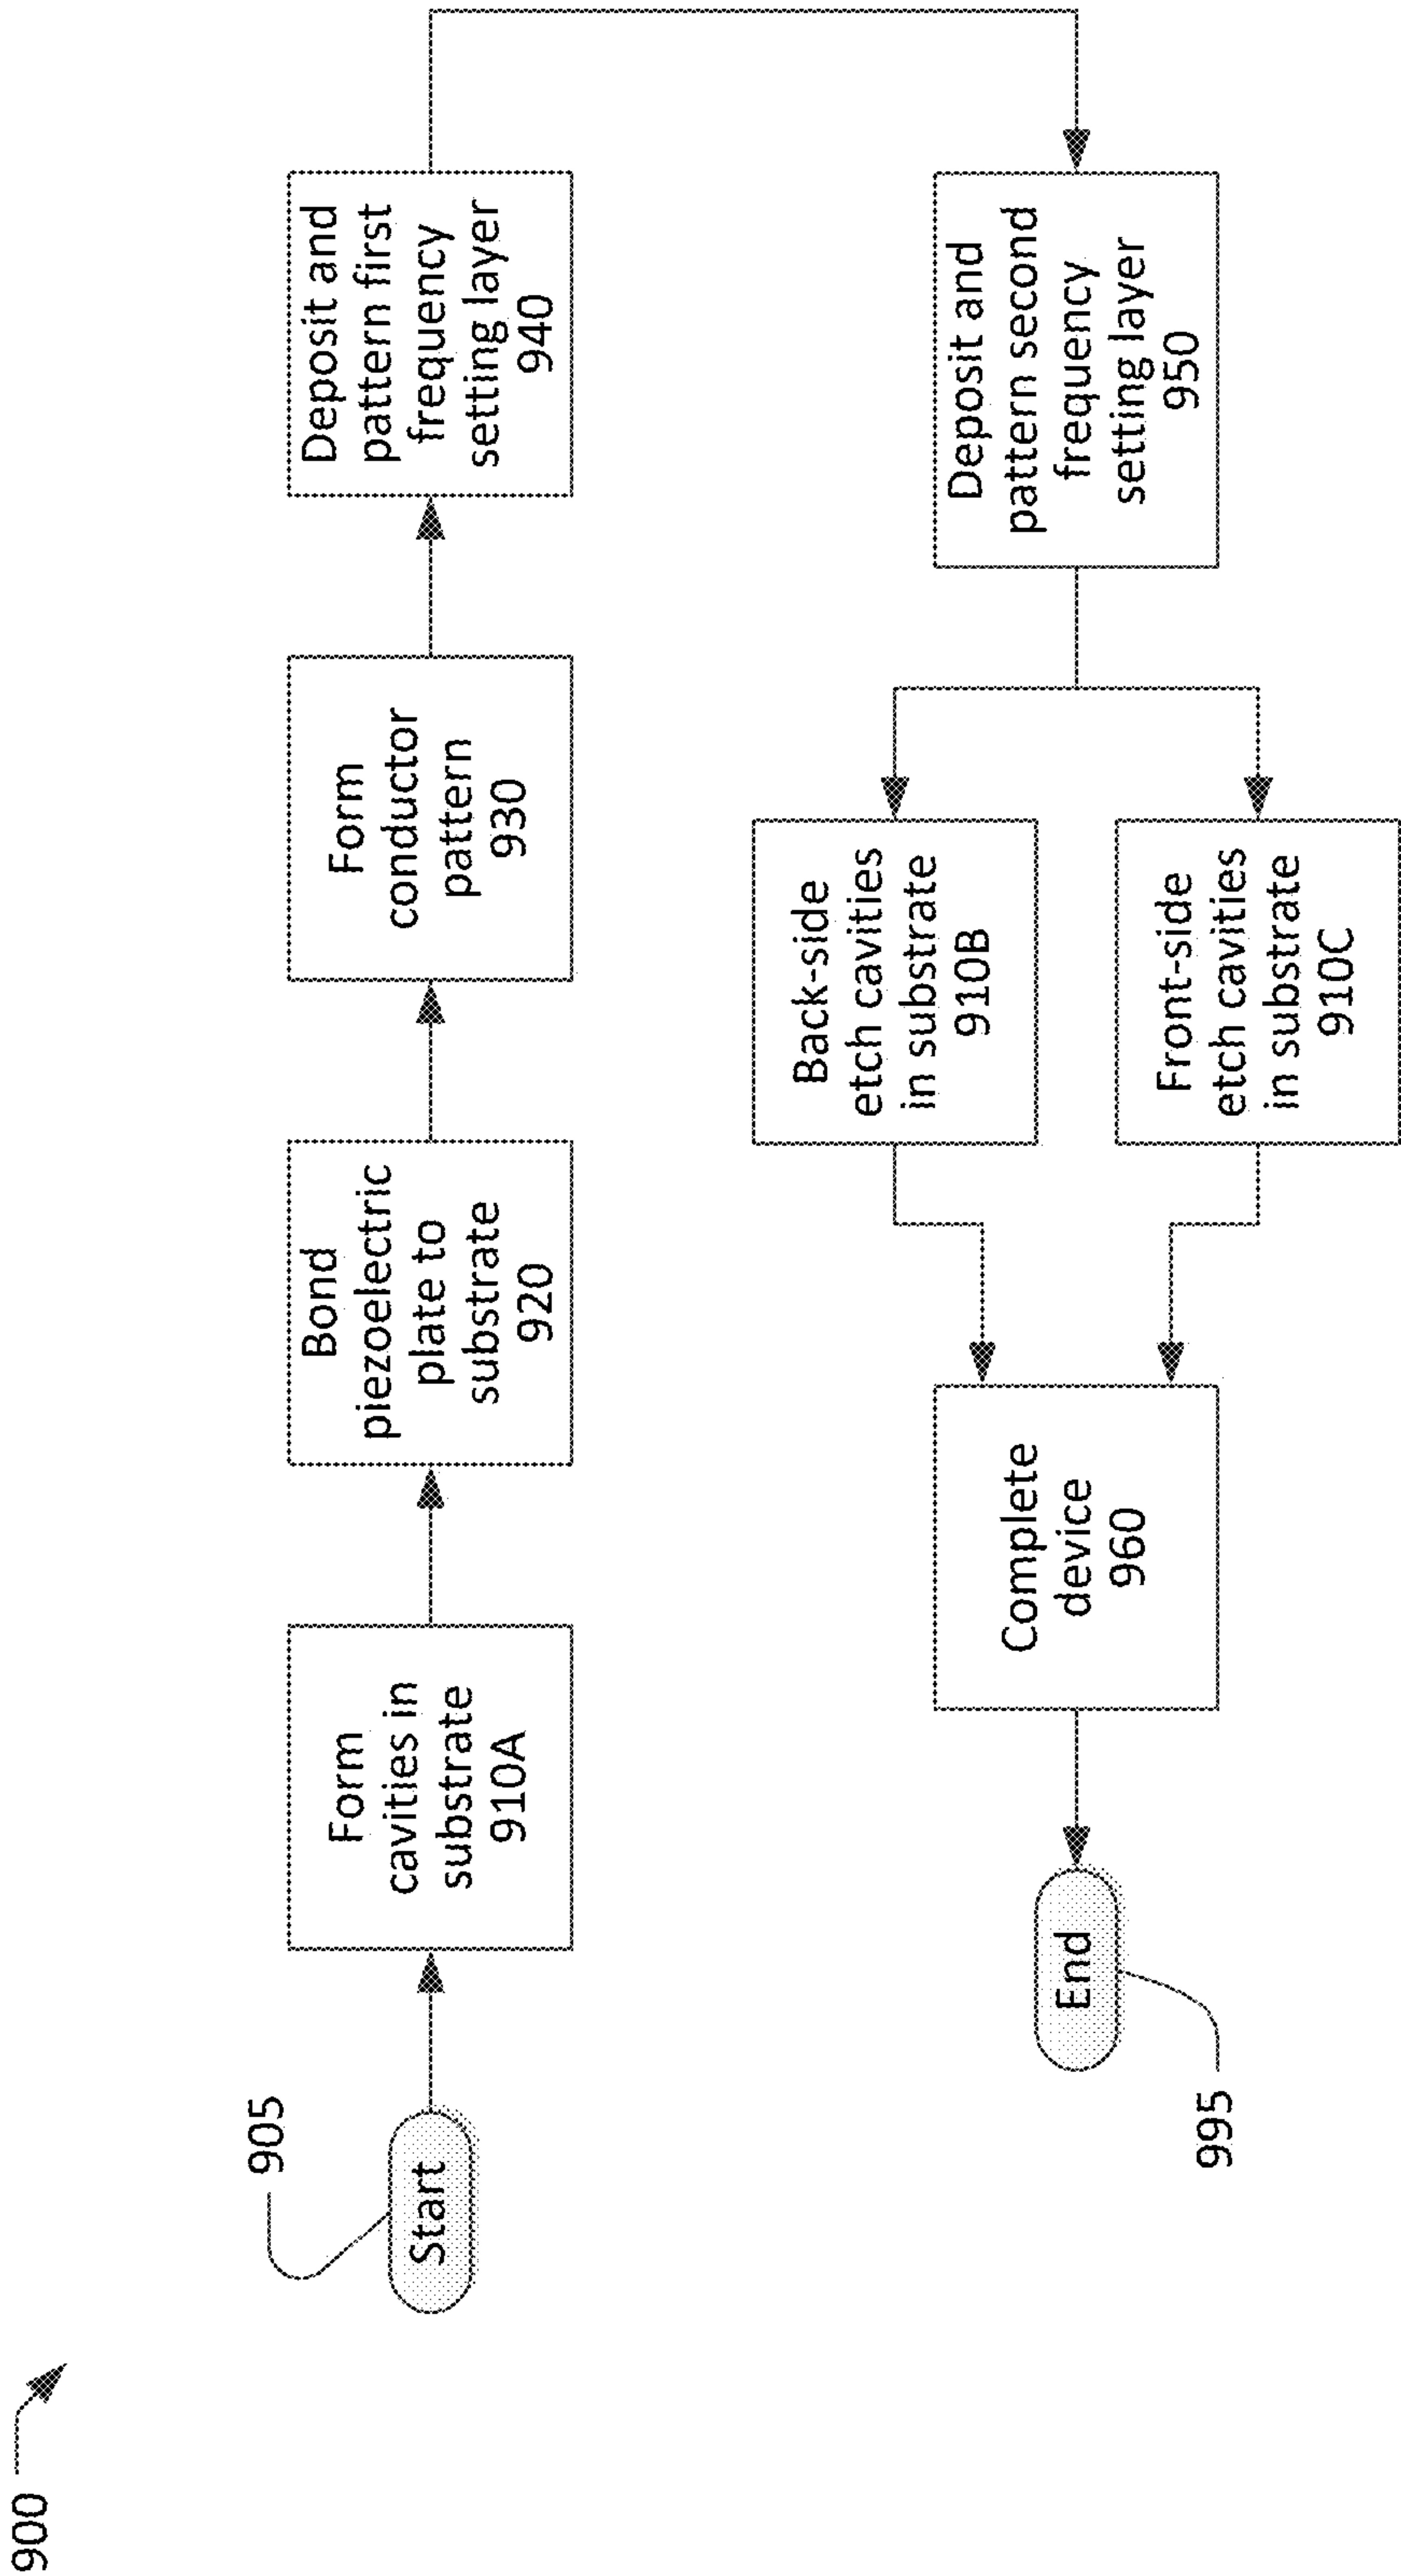 900
905
Start
Form
cavities in
substrate
910A
Bond
piezoelectric
plate to
substrate
920
Form
conductor
pattern
930
Deposit and
pattern first
frequency
setting layer
940
Deposit and
pattern second
frequency
setting layer
950
Back-side
etch cavities
in substrate
910B
Front-side
etch cavities
in substrate
910C
Complete
device
960
End
995